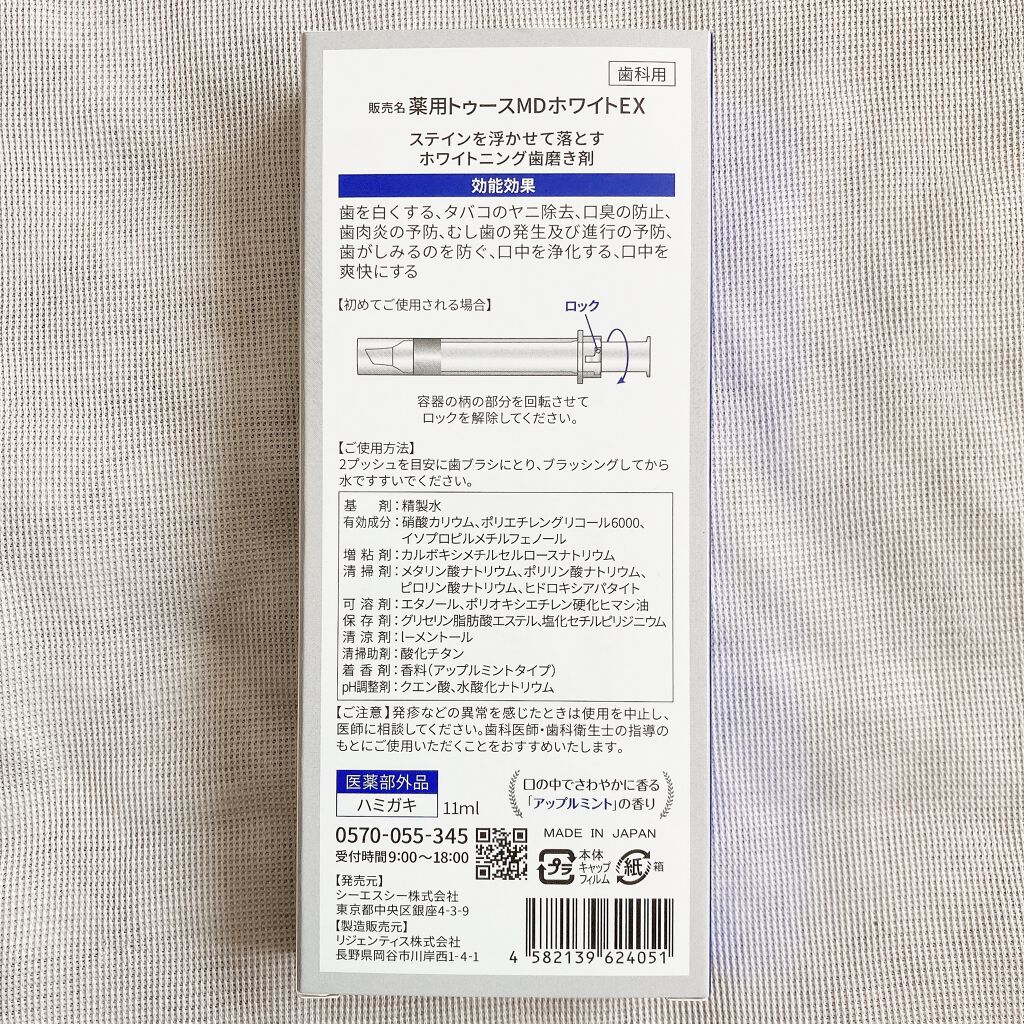 歯科用
販売名 薬用トゥースMDホワイトEX
ステインを浮かせて落とす
ホワイトニング歯磨き剤
効能効果
歯を白くする、タバコのヤニ除去、口臭の防止、
歯肉炎の予防、むし歯の発生及び進行の予防、
歯がしみるのを防ぐ、口中を浄化する、口中を
爽快にする
【初めてご使用される場合】
ロック
容器の柄の部分を回転させて
ロックを解除してください。
【ご使用方法】
2プッシュを目安に歯ブラシにとり、ブラッシングしてから
水ですすいでください。
基 剤：精製水
有効成分：硝酸カリウム、ポリエチレングリコール6000、
イソプロピルメチルフェノール
増粘剤：カルボキシメチルセルロースナトリウム
清掃剤：メタリン酸ナトリウム、ポリリン酸ナトリウム、
ピロリン酸ナトリウム、ヒドロキシアパタイト
可溶剤：エタノール、ポリオキシエチレン硬化ヒマシ油
保存剤：グリセリン脂肪酸エステル、塩化セチルピリジニウム
清涼剤：l－メントール
清掃助剤：酸化チタン
着香剤：香料（アップルミントタイプ）
pH調整剤：クエン酸、水酸化ナトリウム
【ご注意】発疹などの異常を感じたときは使用を中止し、
医師に相談してください。歯科医師・歯科衛生士の指導の
もとにご使用いただくことをおすすめいたします。
医薬部外品
ハミガキ 11ml
口の中でさわやかに香る
「アップルミント」の香り
0570-055-345
受付時間9:00〜18:00
MADE IN JAPAN
プラ
本体
キャップ
フィルム
紙 箱
【発売元】
シーエスシー株式会社
東京都中央区銀座4-3-9
【製造販売元】
リジェンティス株式会社
長野県岡谷市川岸西1-4-1
4 582139 624051